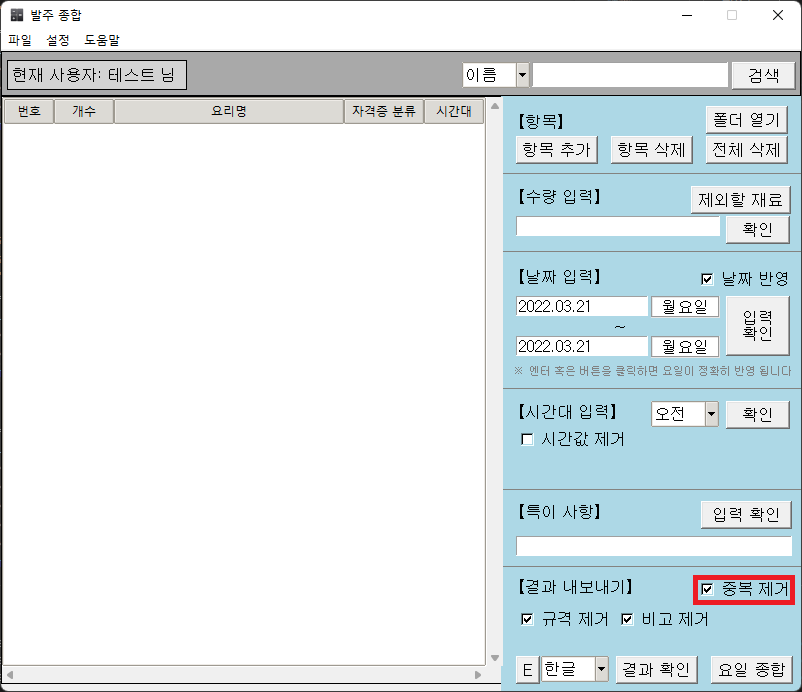 발주 종합
파일 설정 도움말
현재 사용자: 테스트 닝 이름 검색
번호 개수 요리명 자격증 분류 시간대
【항목】 폴더 열기
항목 추가 항목 삭제 전체 삭제
【수량 입력】 제외할 재료
확인
【날짜 입력】 날짜 반영
2022.03.21 월요일
입력
확인
~
2022.03.21 월요일
※ 엔터 혹은 버튼을 클릭하면 요일이 정확히 반영 됩니다
【시간대 입력】 오전 확인
시간값 제거
【특이 사항】 입력 확인
【결과 내보내기】 중복 제거
규격 제거 비고 제거
E 한글 결과 확인 요일 종합